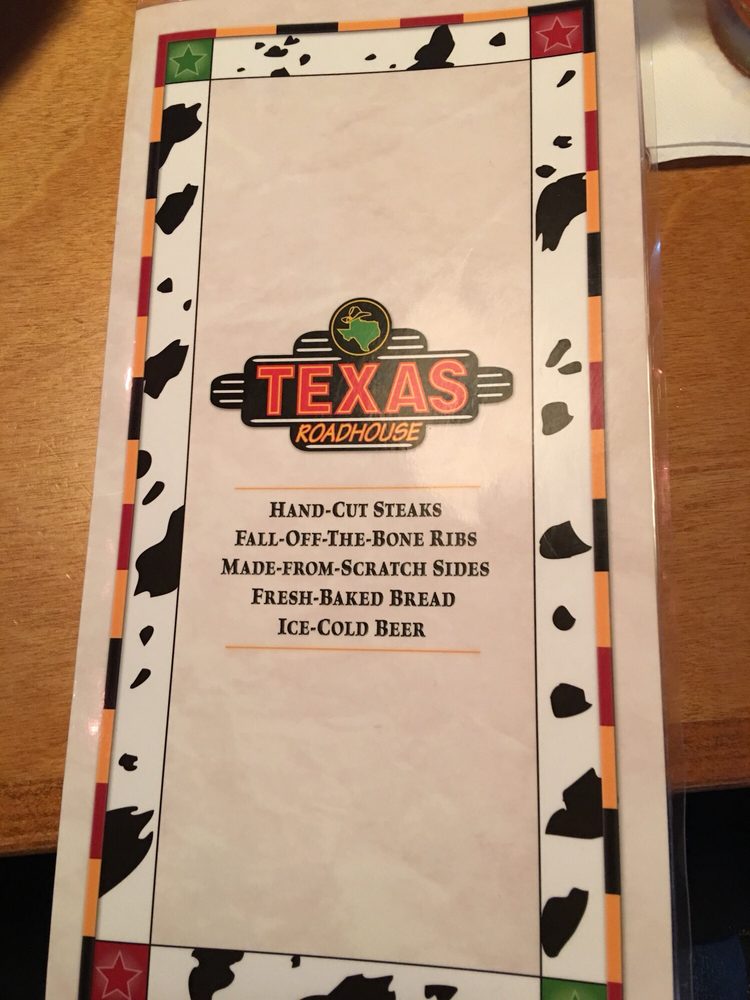 TEXAS
ROADHOUSE
HAND-CUT STEAKS
FALL-OFF-THE-BONE RIBS
MADE-FROM-SCRATCH SIDES
FRESH-BAKED BREAD
ICE-COLD BEER